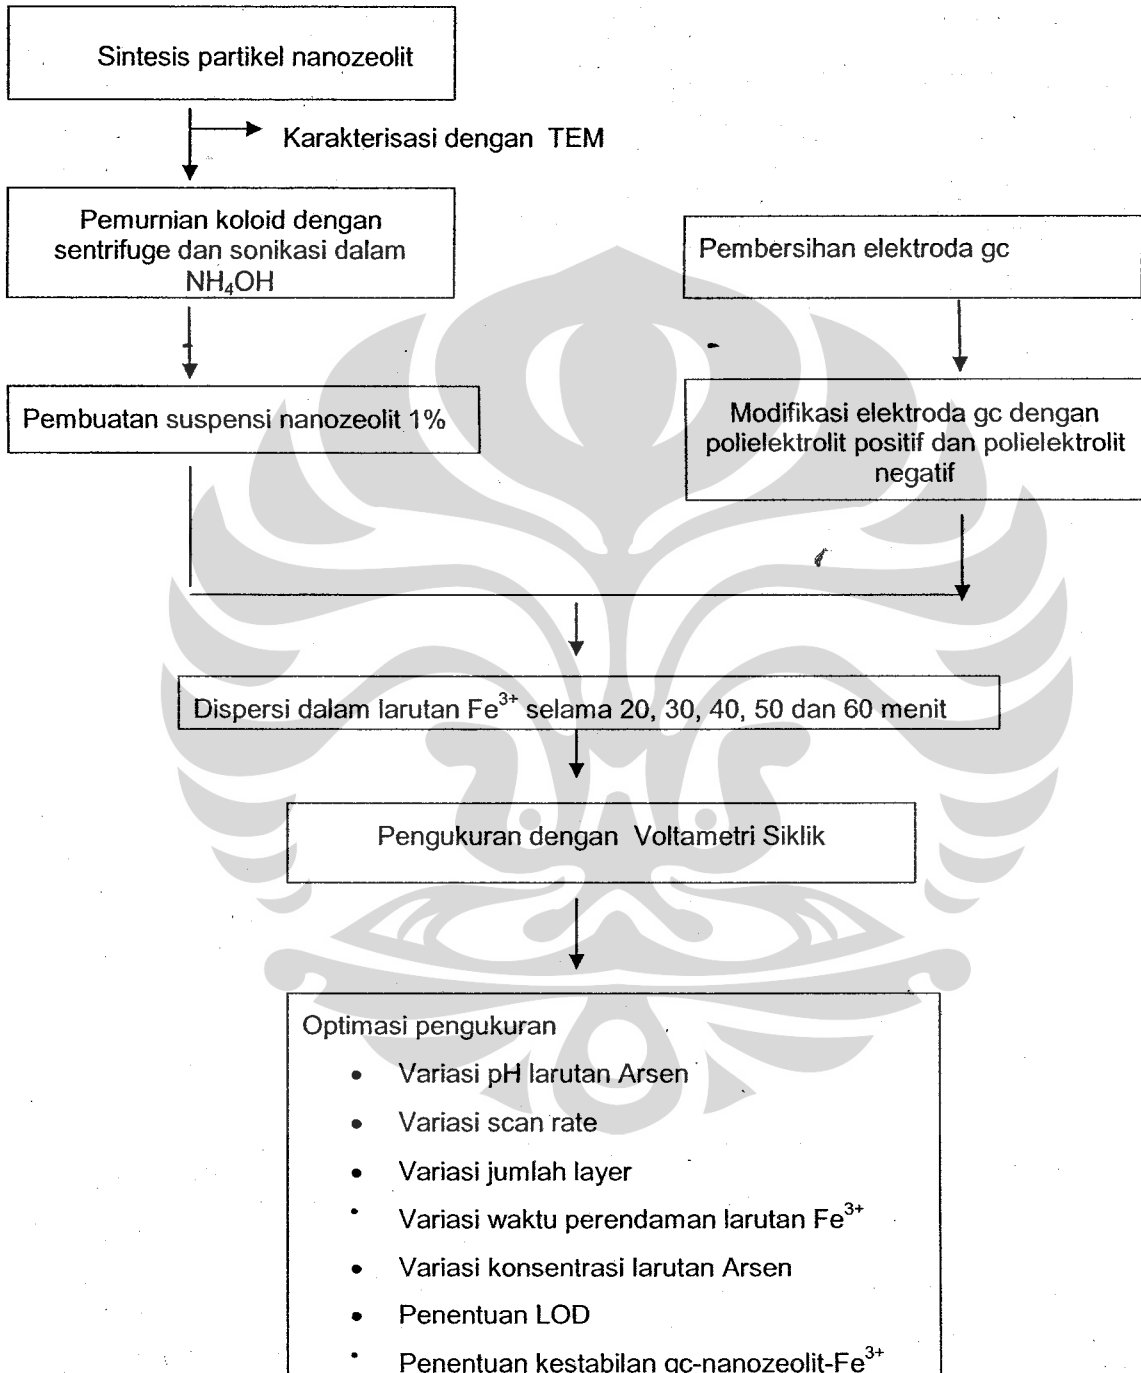 Sintesis partikel nanozeolit
Karakterisasi dengan TEM
Pemurnian koloid dengan
sentrifuge dan sonikasi dalam
NH₄OH
Pembersihan elektroda gc
Pembuatan suspensi nanozeolit 1%
Modifikasi elektroda gc dengan
polielektrolit positif dan polielektrolit
negatif
Dispersi dalam larutan Fe³⁺ selama 20, 30, 40, 50 dan 60 menit
Pengukuran dengan Voltametri Siklik
Optimasi pengukuran
• Variasi pH larutan Arsen
• Variasi scan rate
• Variasi jumlah layer
• Variasi waktu perendaman larutan Fe³⁺
• Variasi konsentrasi larutan Arsen
• Penentuan LOD
• Penentuan kestabilan gc-nanozeolit-Fe³⁺